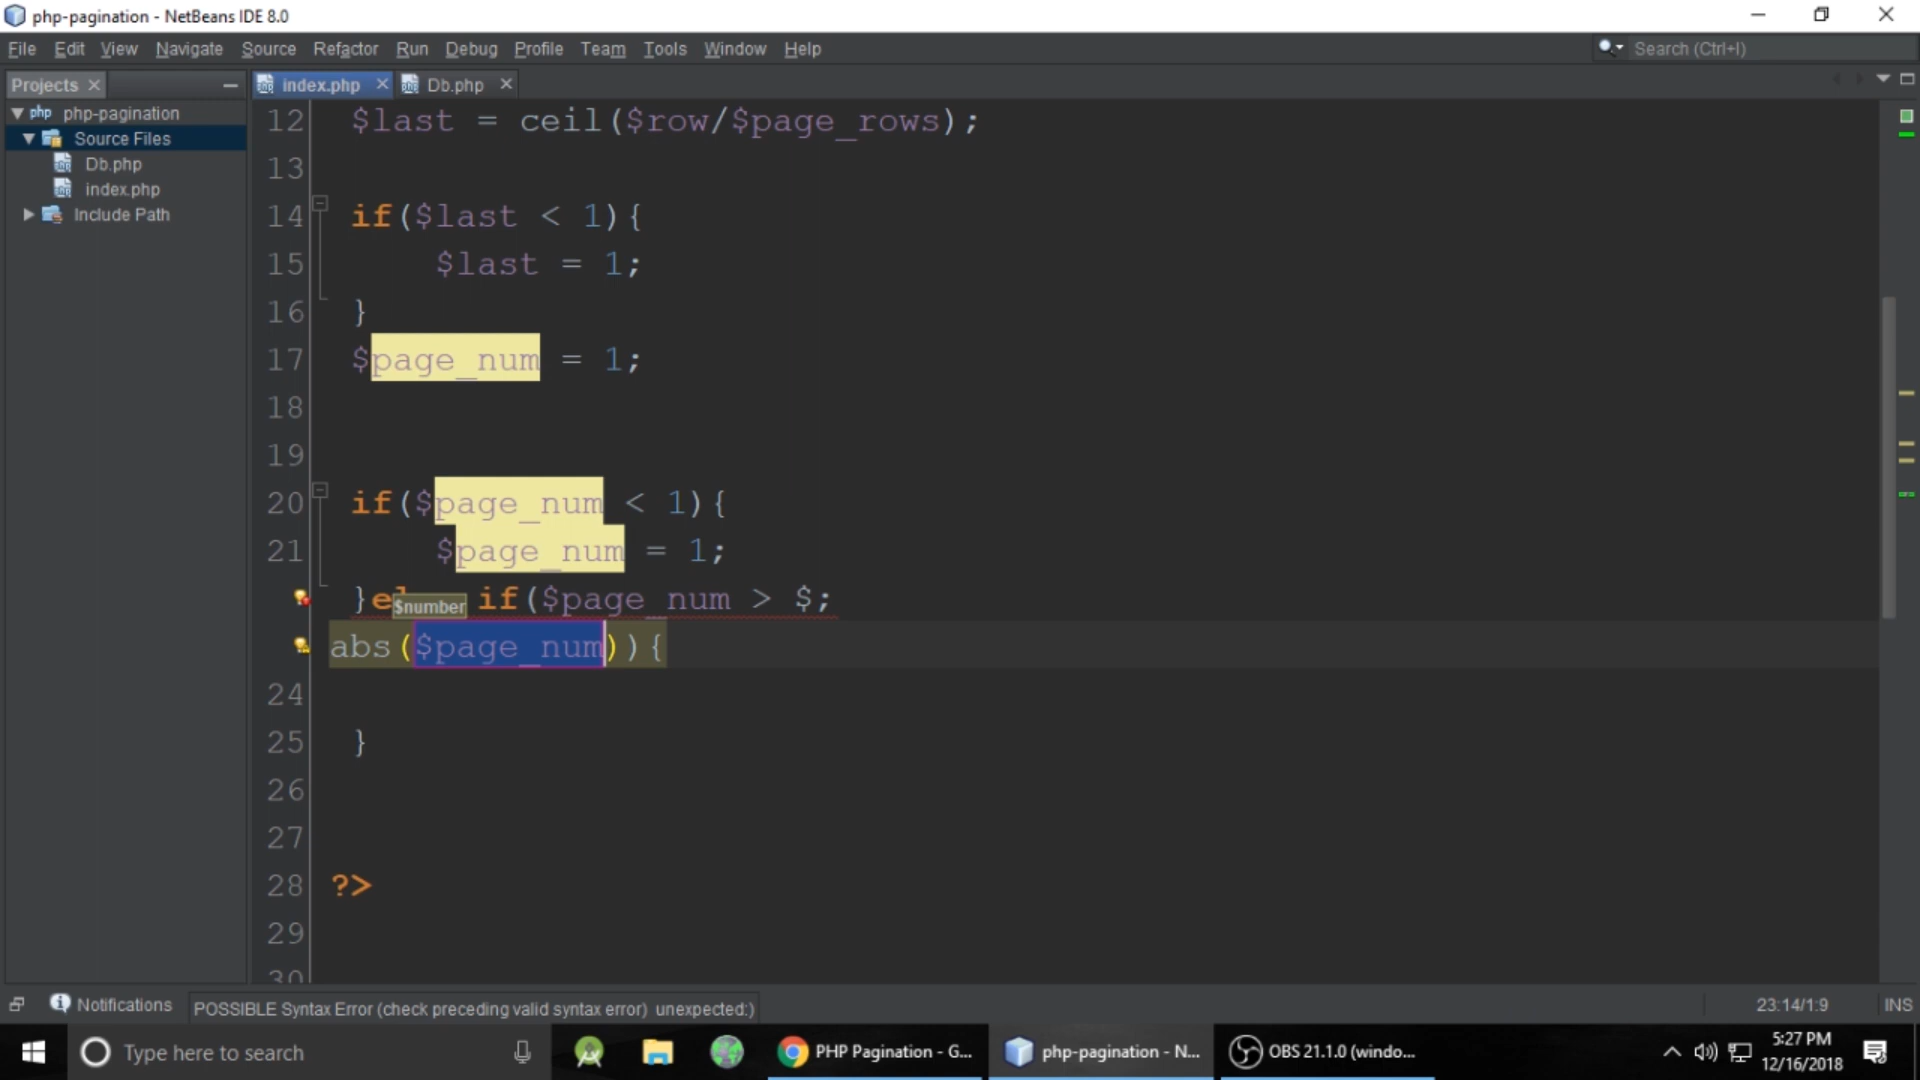 php-pagination - NetBeans IDE 8.0
File Edit View Navigate Source Refactor Run Debug Profile Team Tools Window Help
Search (Ctrl+I)
Projects
index.php
Db.php
php php-pagination
Source Files
Db.php
index.php
Include Path
12 $last = ceil($row/$page_rows);
13
14 if($last < 1){
15 $last = 1;
16 }
17 $page_num = 1;
18
19
20 if($page_num < 1){
21 $page_num = 1;
}e if($page_num > $;
$number
abs($page_num)){
24
25 }
26
27
28 ?>
29
30
Notifications
POSSIBLE Syntax Error (check preceding valid syntax error) unexpected:)
23:14/1:9
INS
Type here to search
PHP Pagination - G...
php-pagination - N...
OBS 21.1.0 (windo...
5:27 PM
12/16/2018